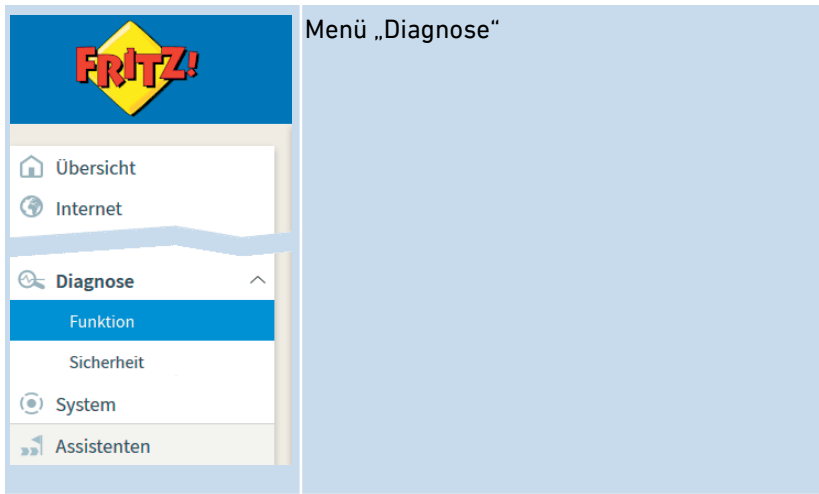 FRITZ!
Menü „Diagnose“
Übersicht
Internet
Diagnose
Funktion
Sicherheit
System
Assistenten